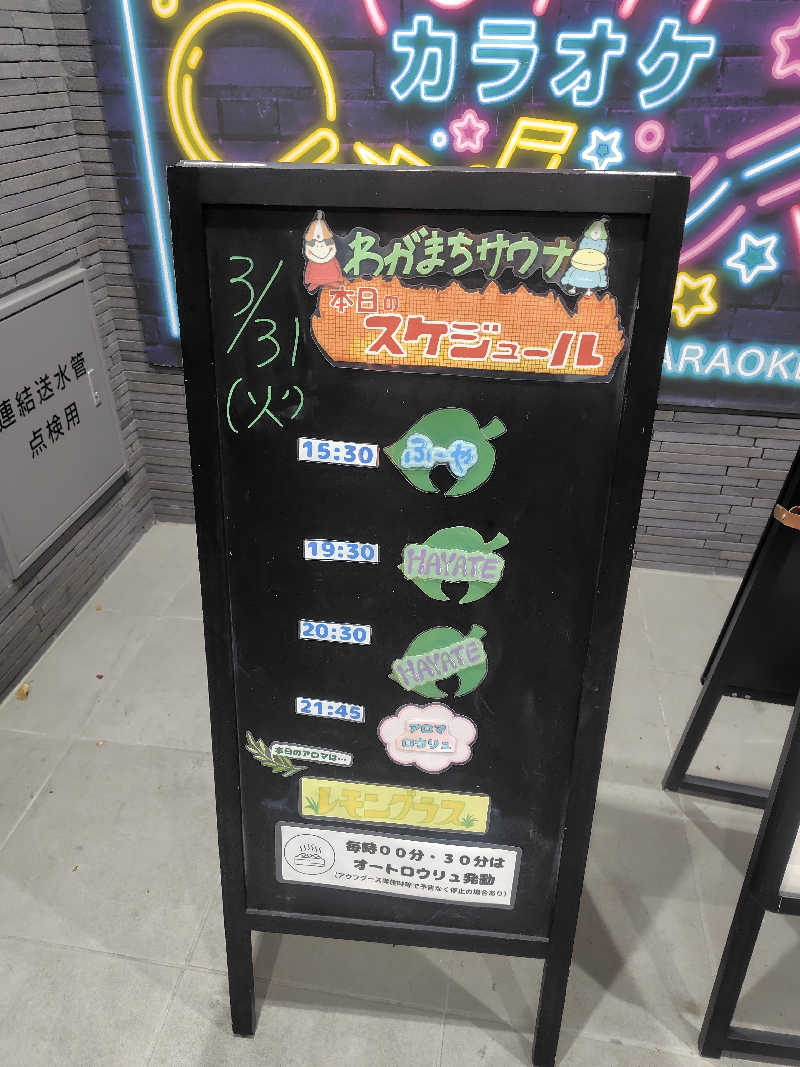 カラオケ
KARAOKE
連結送水管
点検用
3/31
(火)
わがまちサウナ
本日の
スケジュール
15:30 ふーや
19:30 HAYATE
20:30 HAYATE
21:45 アロマ
ロウリュ
本日のアロマは…
レモングラス
毎時00分・30分は
オートロウリュ発動